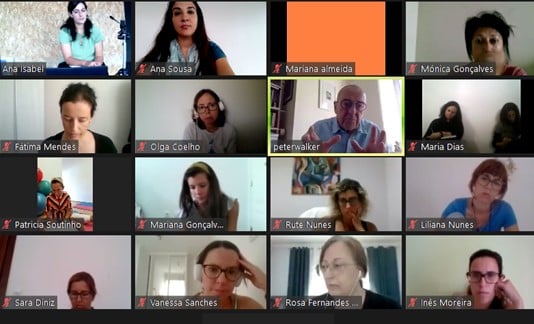 Ana Isabel
Ana Sousa
Mariana almeida
Mónica Gonçalves
Fátima Mendes
Olga Coelho
peterwalker
Maria Dias
Patricia Soutinho
Mariana Gonçalv...
Rute Nunes
Liliana Nunes
Sara Diniz
Vanessa Sanches
Rosa Fernandes ...
Inês Moreira